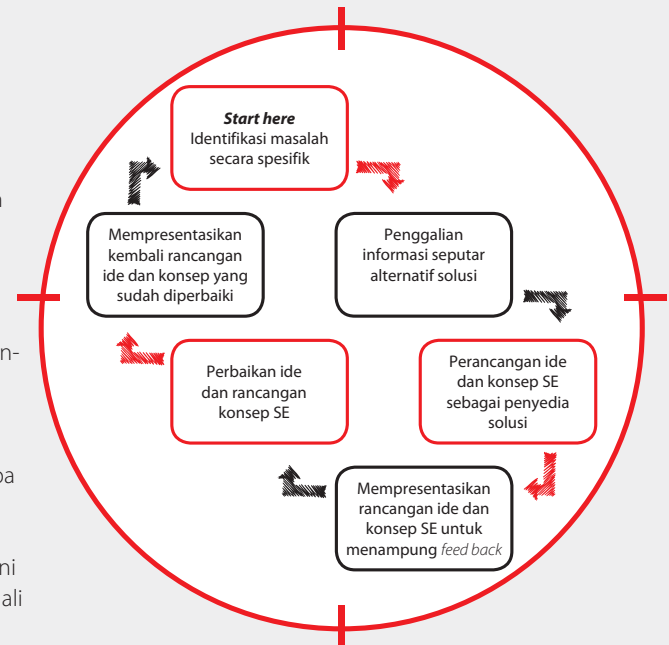 Start here
Identifikasi masalah
secara spesifik
Penggalian
informasi seputar
alternatif solusi
Perancangan ide
dan konsep SE
sebagai penyedia
solusi
Mempresentasikan
rancangan ide dan
konsep SE untuk
menampung feed back
Perbaikan ide
dan rancangan
konsep SE
Mempresentasikan
kembali rancangan
ide dan konsep yang
sudah diperbaiki
n-
ni
ali